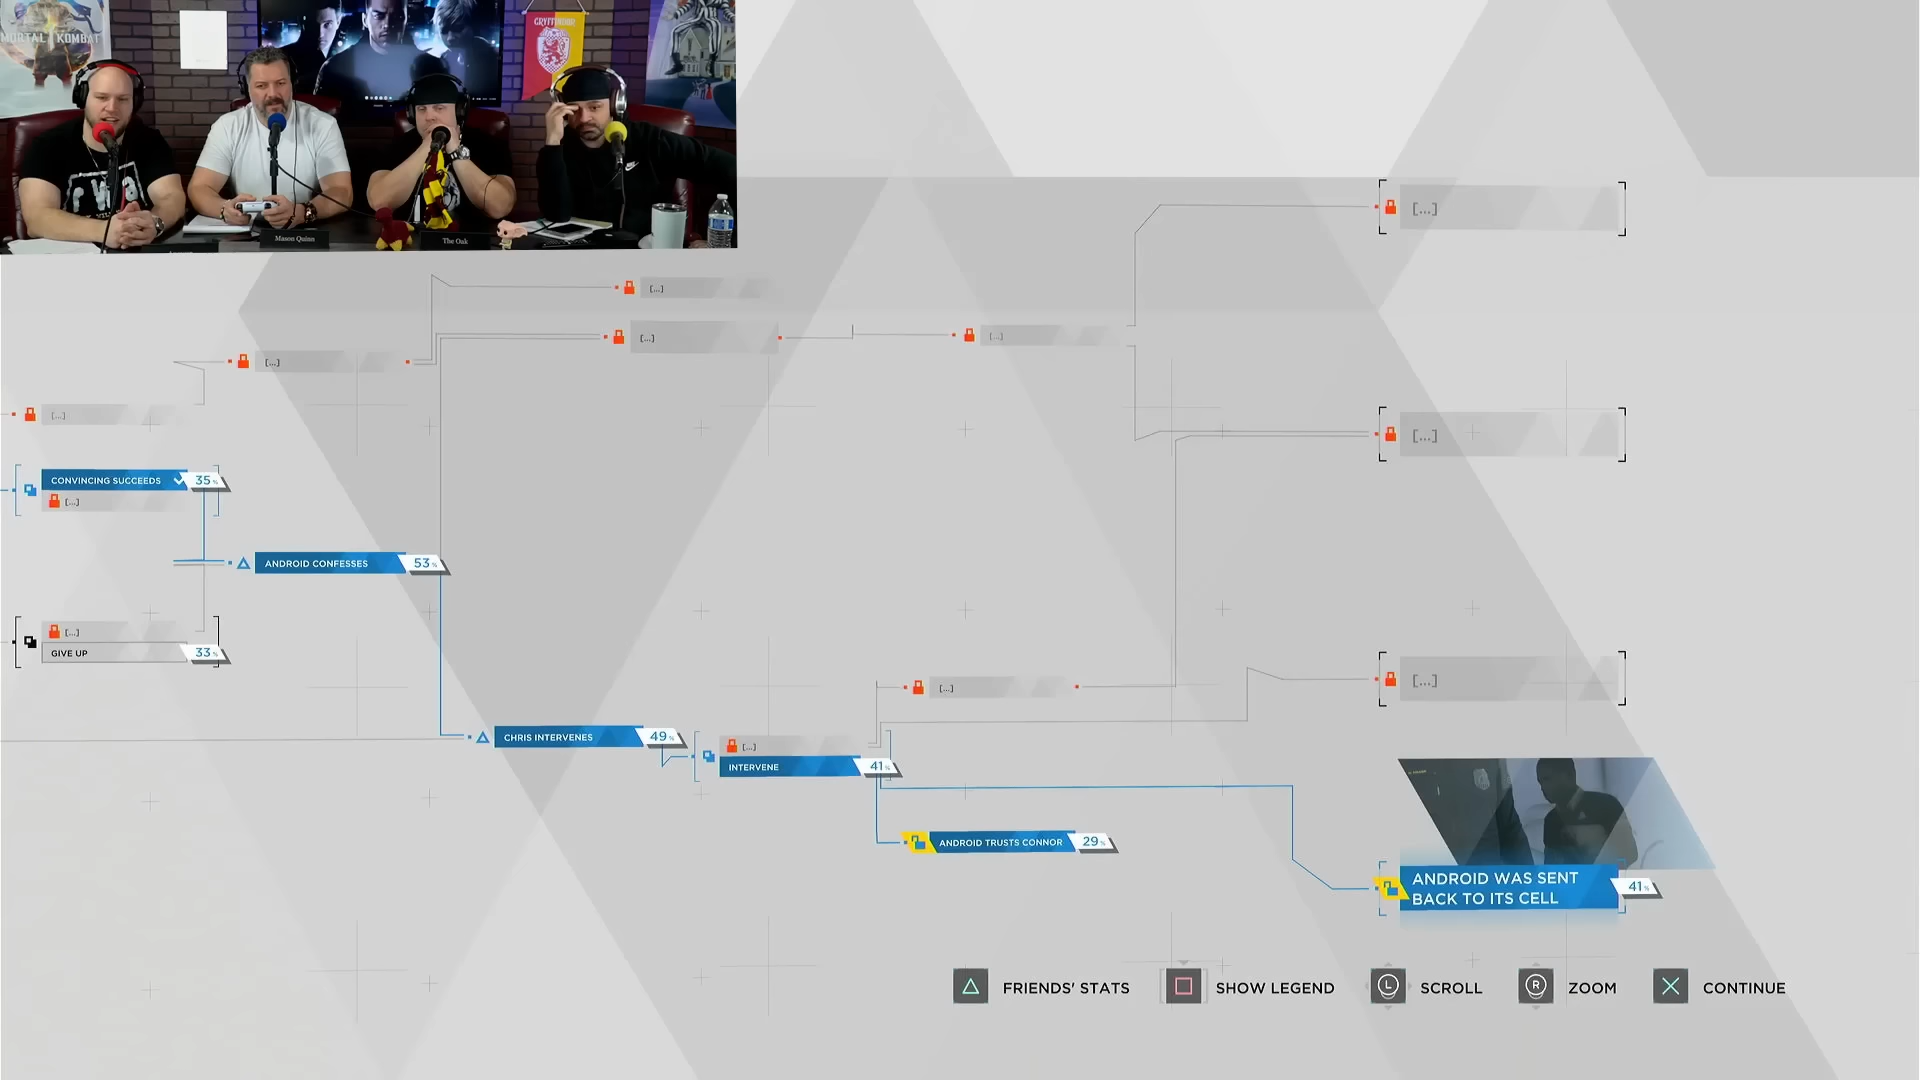 MORTAL KOMBAT
GRYFFINDOR
Mason Quinn
The Oak
[...]
[...]
[...]
[...]
[...]
[...]
[...]
CONVINCING SUCCEEDS 35%
[...]
ANDROID CONFESSES 53%
[...]
GIVE UP 33%
[...]
[...]
CHRIS INTERVENES 49%
[...]
INTERVENE 41%
ANDROID TRUSTS CONNOR 29%
ANDROID WAS SENT
BACK TO ITS CELL 41%
FRIENDS' STATS
SHOW LEGEND
L SCROLL
R ZOOM
CONTINUE